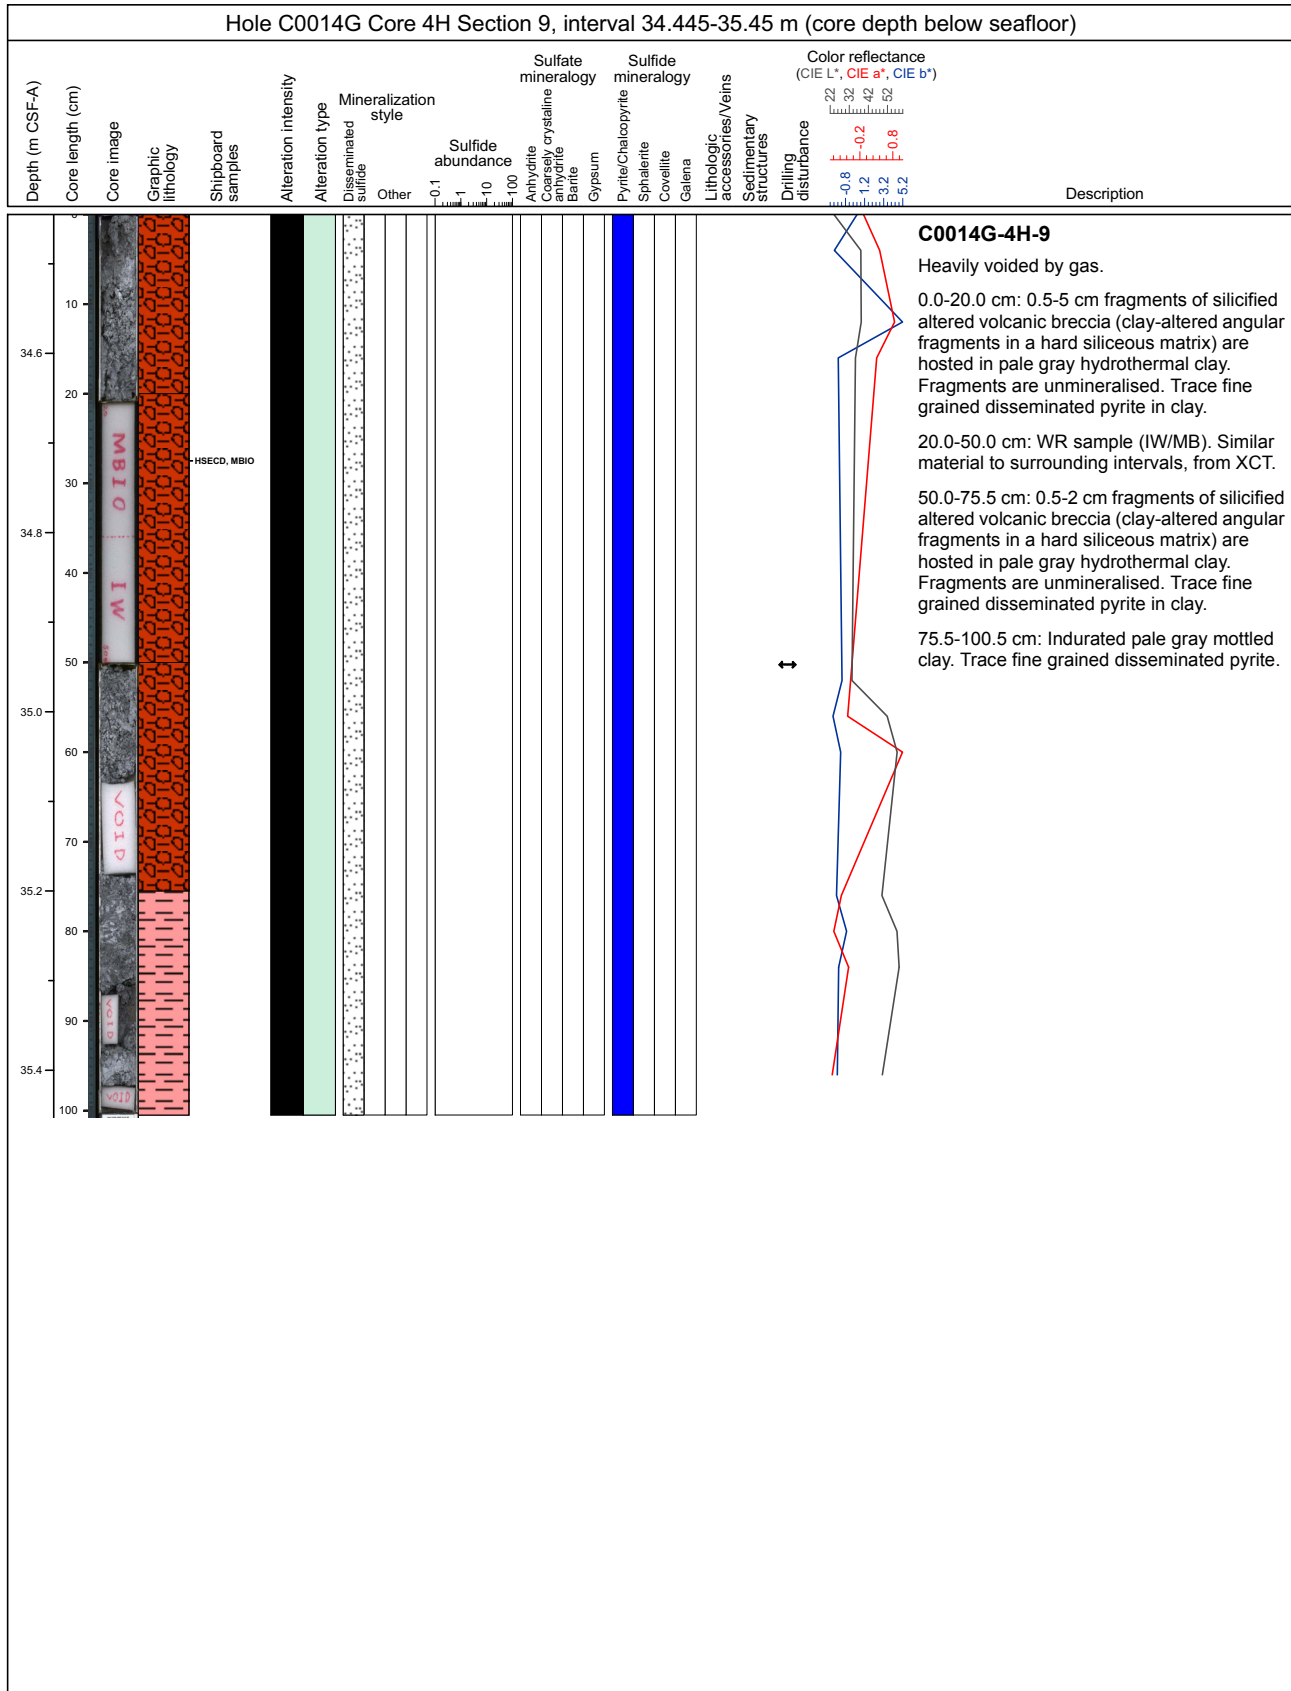 Hole C0014G Core 4H Section 9, interval 34.445-35.45 m (core depth below seafloor)
Depth (m CSF-A)
Core length (cm)
Core image
Graphic
lithology
Shipboard
samples
Alteration intensity
Alteration type
Mineralization
style
Disseminated
sulfide
Other
Sulfide
abundance
0.1
1
10
100
Sulfate
mineralogy
Anhydrite
Coarsely crystaline
anhydrite
Barite
Gypsum
Sulfide
mineralogy
Pyrite/Chalcopyrite
Sphalerite
Covellite
Galena
Lithologic
accessories/Veins
Sedimentary
structures
Drilling
disturbance
Color reflectance
(CIE L*, CIE a*, CIE b*)
22
32
42
52
-0.2
-0.8
-0.8
1.2
3.2
5.2
Description
0
10
20
30
40
50
60
70
80
90
100
34.6
34.8
35.0
35.2
35.4
MBIO
IW
VOID
VOID
VOID
HSECD, MBIO
C0014G-4H-9
Heavily voided by gas.
0.0-20.0 cm: 0.5-5 cm fragments of silicified
altered volcanic breccia (clay-altered angular
fragments in a hard siliceous matrix) are
hosted in pale gray hydrothermal clay.
Fragments are unmineralised. Trace fine
grained disseminated pyrite in clay.
20.0-50.0 cm: WR sample (IW/MB). Similar
material to surrounding intervals, from XCT.
50.0-75.5 cm: 0.5-2 cm fragments of silicified
altered volcanic breccia (clay-altered angular
fragments in a hard siliceous matrix) are
hosted in pale gray hydrothermal clay.
Fragments are unmineralised. Trace fine
grained disseminated pyrite in clay.
75.5-100.5 cm: Indurated pale gray mottled
clay. Trace fine grained disseminated pyrite.